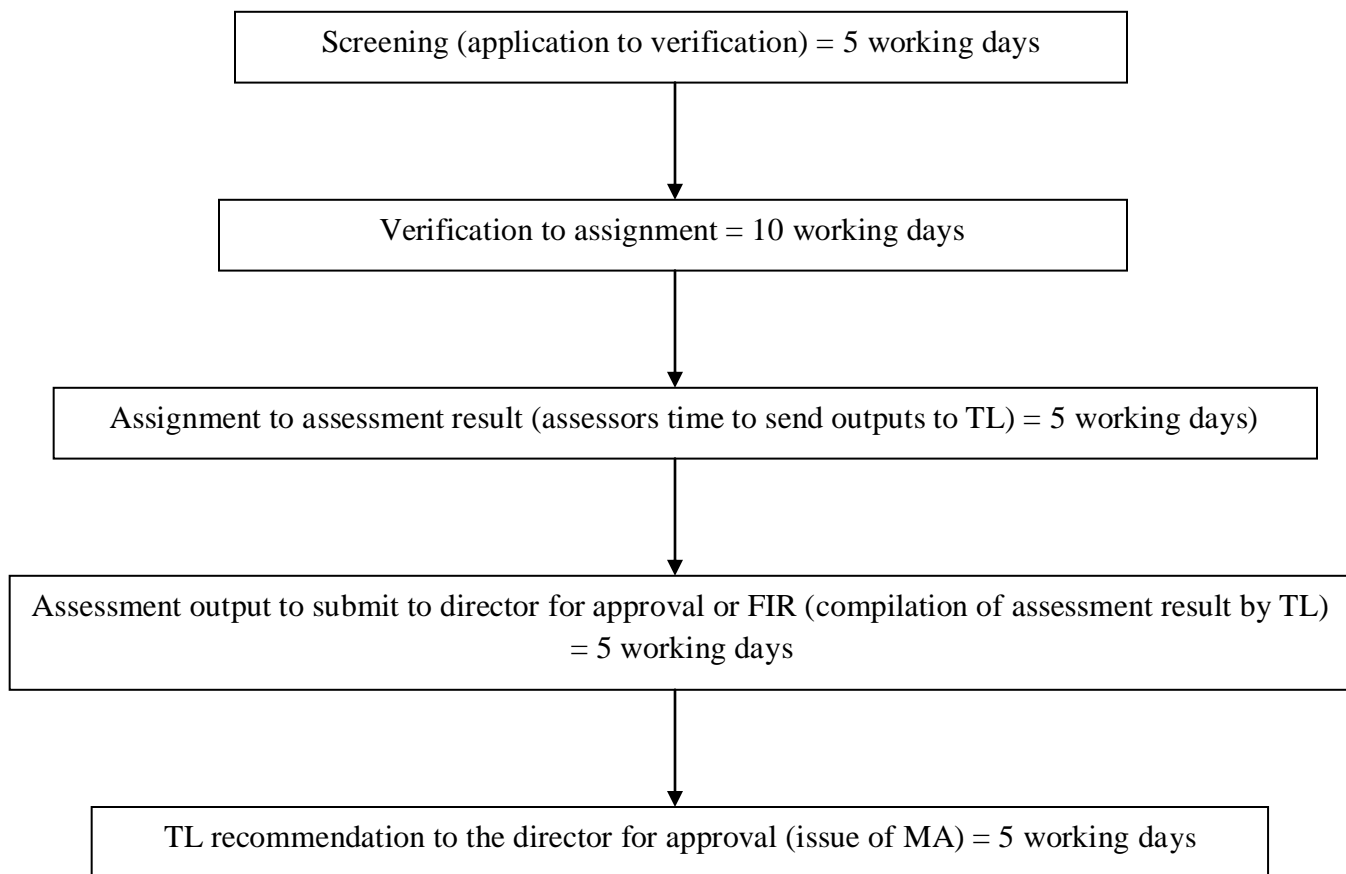 Screening (application to verification) = 5 working days
Verification to assignment = 10 working days
Assignment to assessment result (assessors time to send outputs to TL) = 5 working days)
Assessment output to submit to director for approval or FIR (compilation of assessment result by TL)
= 5 working days
TL recommendation to the director for approval (issue of MA) = 5 working days